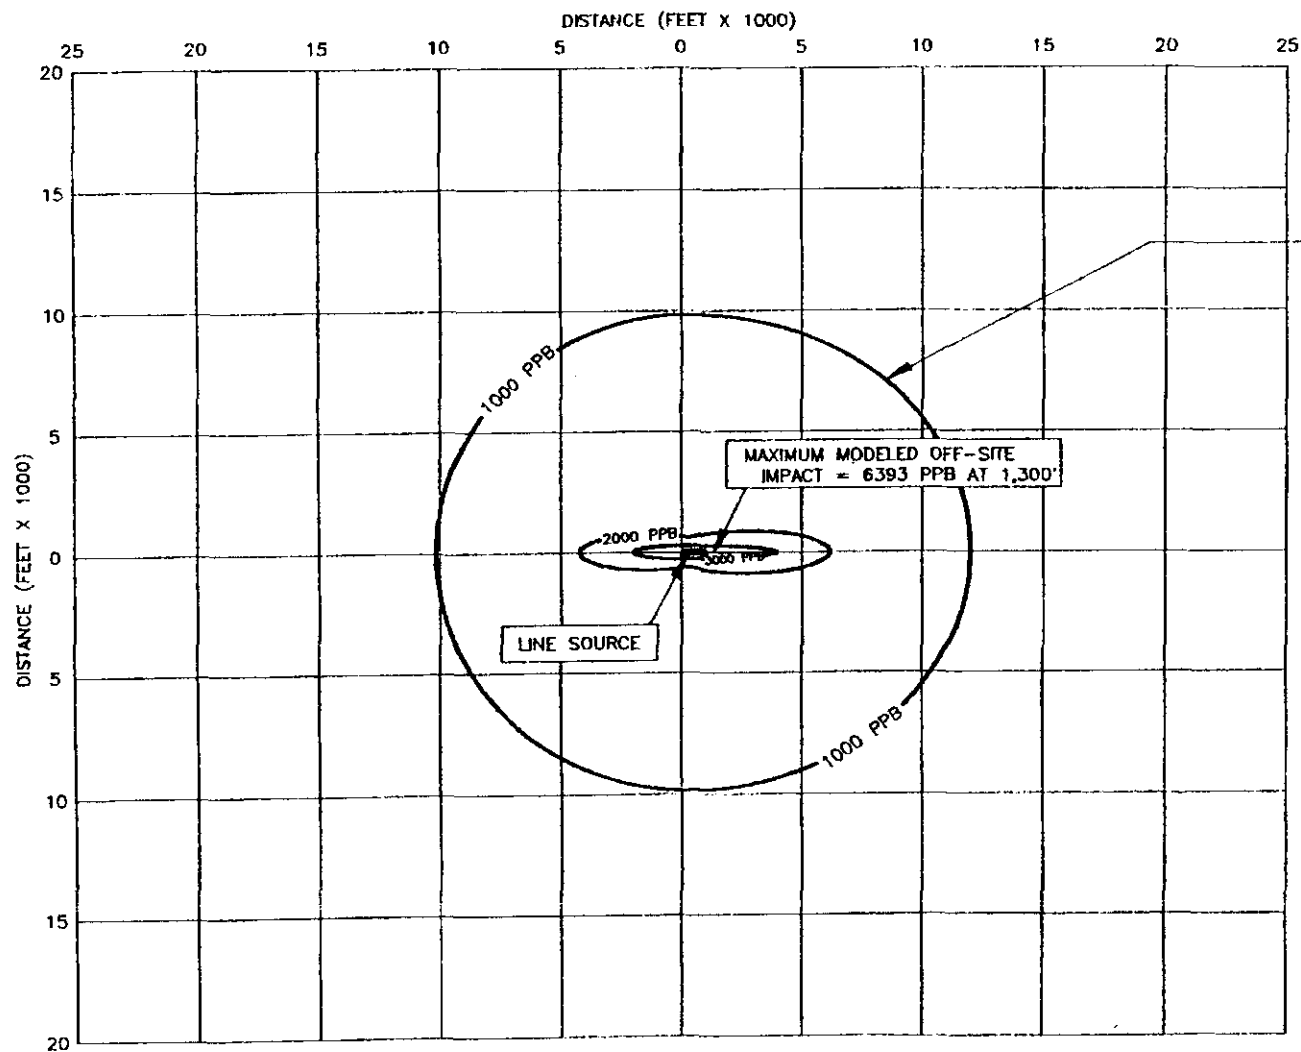 DISTANCE (FEET X 1000)
25 20 15 10 5 0 5 10 15 20 25
20
15
10
5
0
5
10
15
20
DISTANCE (FEET X 1000)
1000 PPB
MAXIMUM MODELED OFF-SITE
IMPACT = 6393 PPB AT 1,300'
2000 PPB
3000 PPB
LINE SOURCE
1000 PPB